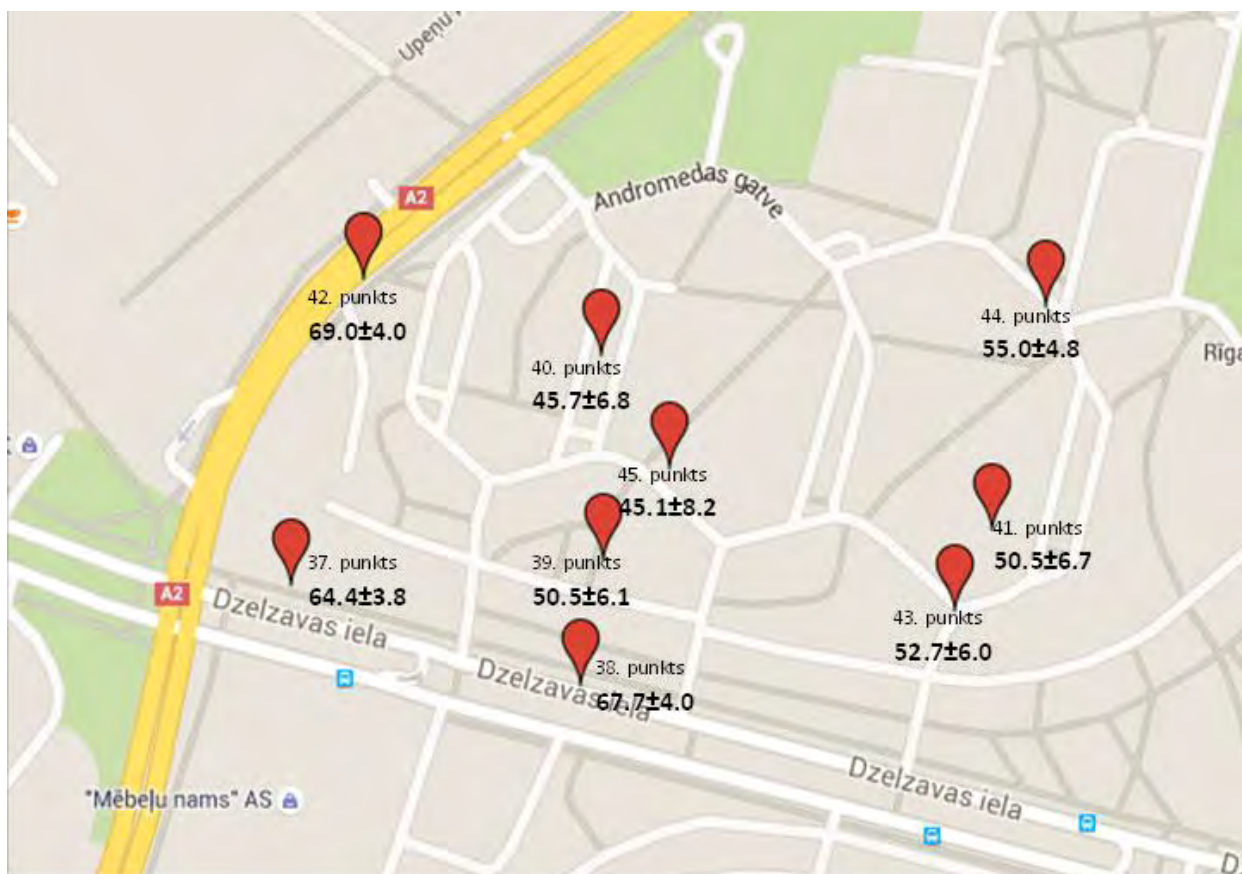 Upeņu
A2
Andromedas gatve
42. punkts
69.0±4.0
44. punkts
55.0±4.8
Rīga
40. punkts
45.7±6.8
45. punkts
45.1±8.2
41. punkts
50.5±6.7
37. punkts
64.4±3.8
39. punkts
50.5±6.1
A2
Dzelzavas iela
43. punkts
52.7±6.0
38. punkts
67.7±4.0
Dzelzavas iela
Dzelzavas iela
"Mēbeļu nams" AS